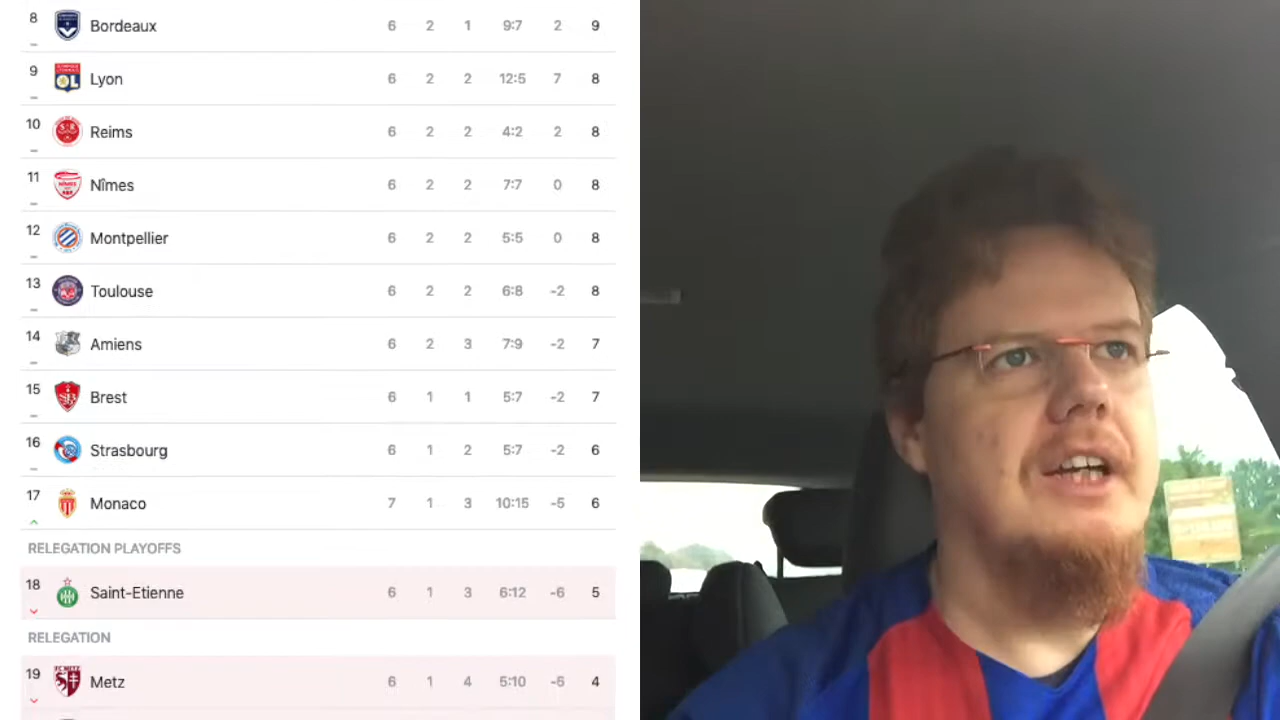 8 Bordeaux 6 2 1 9:7 2 9
9 Lyon 6 2 2 12:5 7 8
10 Reims 6 2 2 4:2 2 8
11 Nîmes 6 2 2 7:7 0 8
12 Montpellier 6 2 2 5:5 0 8
13 Toulouse 6 2 2 6:8 -2 8
14 Amiens 6 2 3 7:9 -2 7
15 Brest 6 1 1 5:7 -2 7
16 Strasbourg 6 1 2 5:7 -2 6
17 Monaco 7 1 3 10:15 -5 6
RELEGATION PLAYOFFS
18 Saint-Etienne 6 1 3 6:12 -6 5
RELEGATION
19 Metz 6 1 4 5:10 -6 4